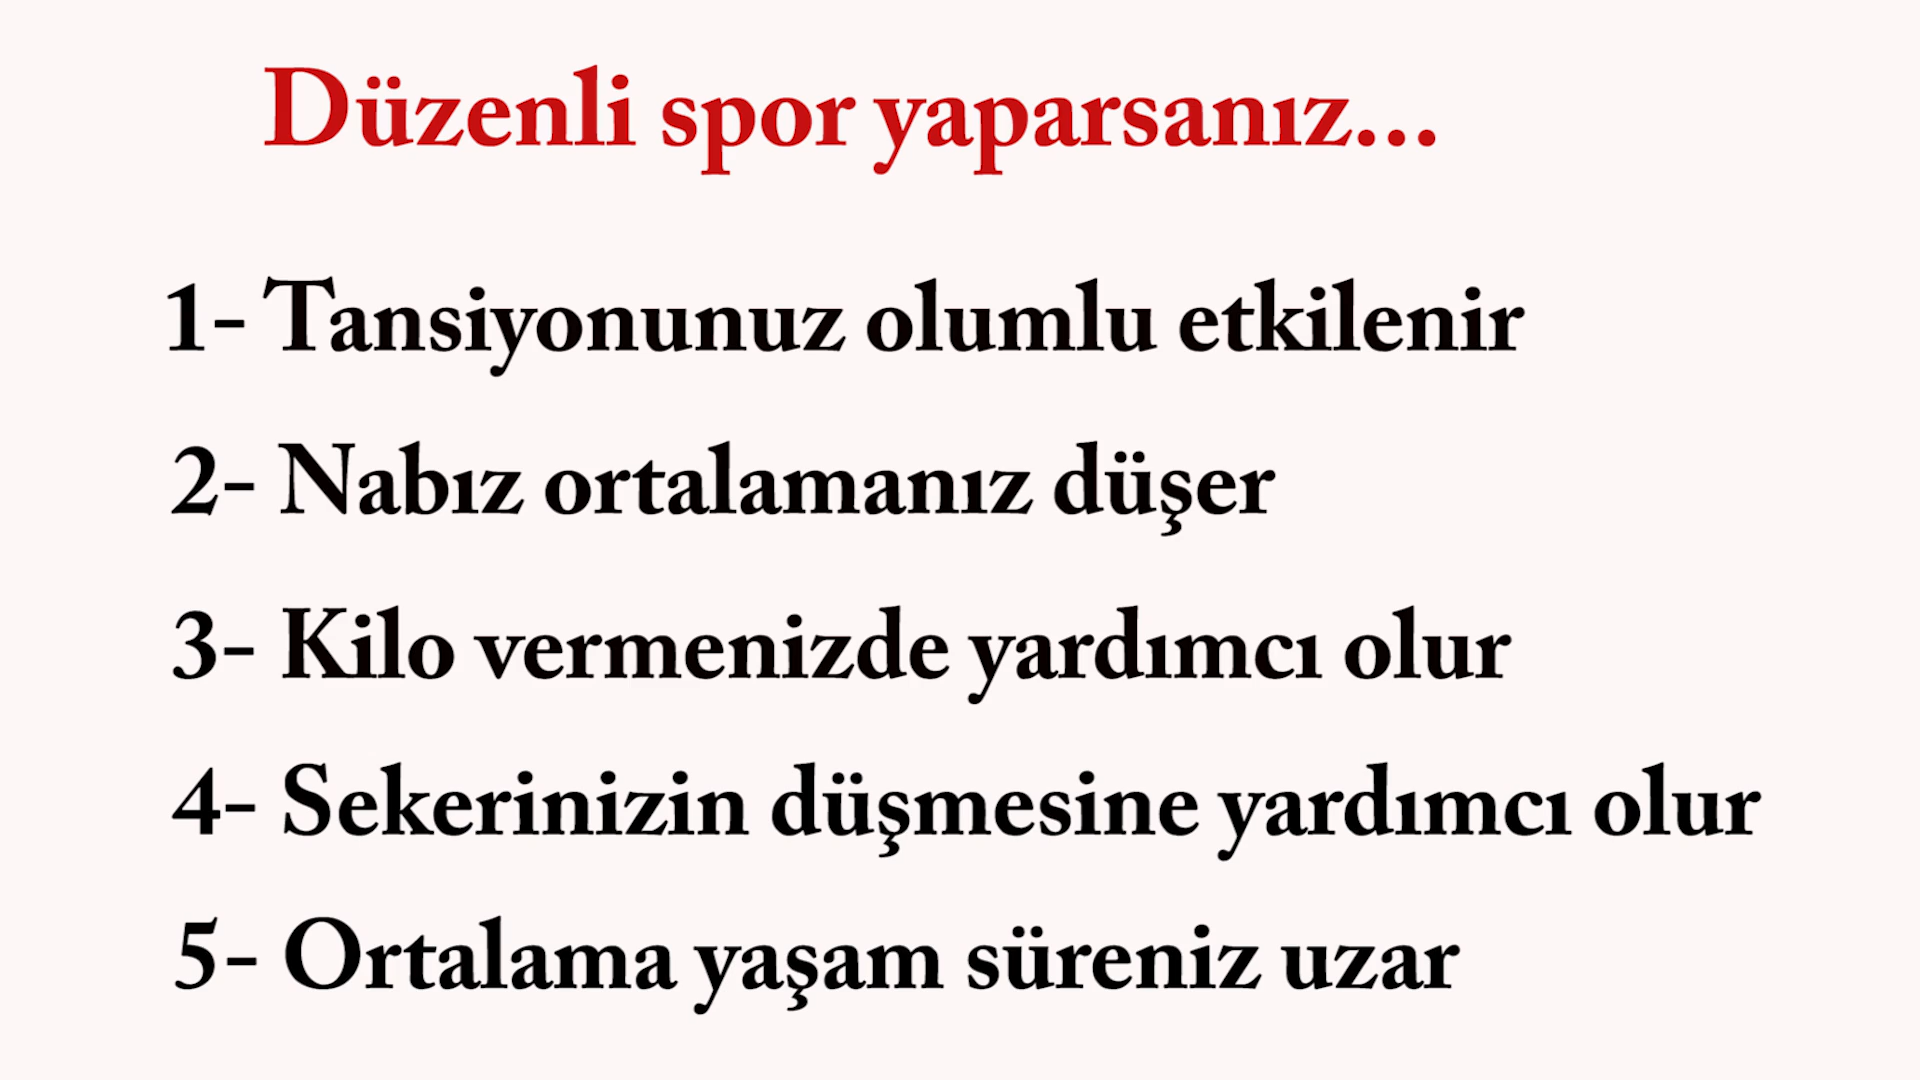 Düzenli spor yaparsanız...
1- Tansiyonunuz olumlu etkilenir
2- Nabız ortalamanız düşer
3- Kilo vermenizde yardımcı olur
4- Sekerinizin düşmesine yardımcı olur
5- Ortalama yaşam süreniz uzar